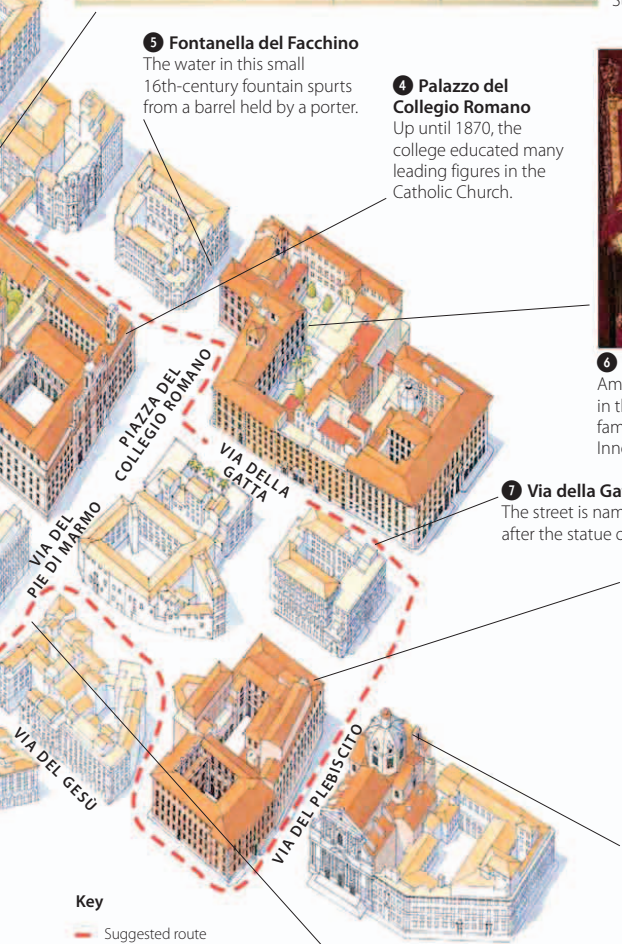 S
5 Fontanella del Facchino
The water in this small
16th-century fountain spurts
from a barrel held by a porter.
4 Palazzo del
Collegio Romano
Up until 1870, the
college educated many
leading figures in the
Catholic Church.
6
Am
in th
fam
Inno
PIAZZA DEL
COLLEGIO ROMANO
VIA DELLA
GATTA
7 Via della Ga
The street is nam
after the statue o
VIA DEL
PIE DI MARMO
VIA DEL GESÙ
VIA DEL PLEBISCITO
Key
Suggested route